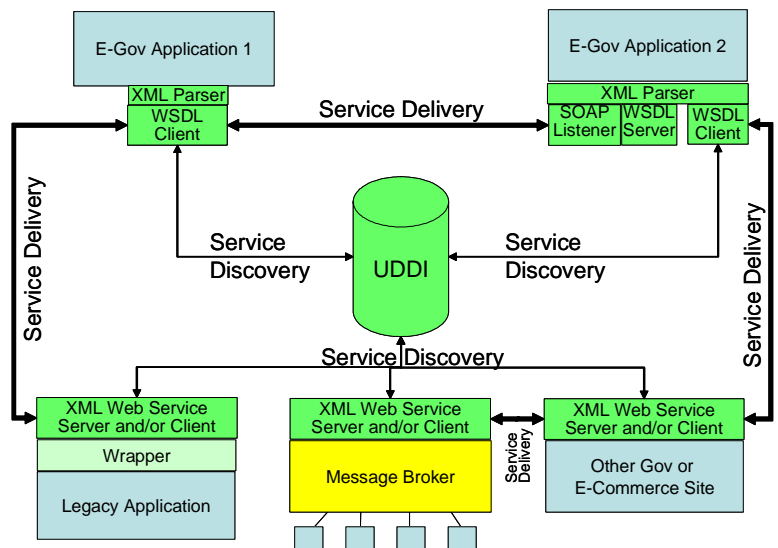 E-Gov Application 1
E-Gov Application 2
XML Parser
WSDL
Client
Service Delivery
XML Parser
SOAP
Listener
WSDL
Server
WSDL
Client
Service Delivery
Service
Discovery
UDDI
Service
Discovery
Service Delivery
Service Discovery
XML Web Service
Server and/or Client
Wrapper
Legacy Application
XML Web Service
Server and/or Client
Message Broker
Service
Delivery
XML Web Service
Server and/or Client
Other Gov or
E-Commerce Site